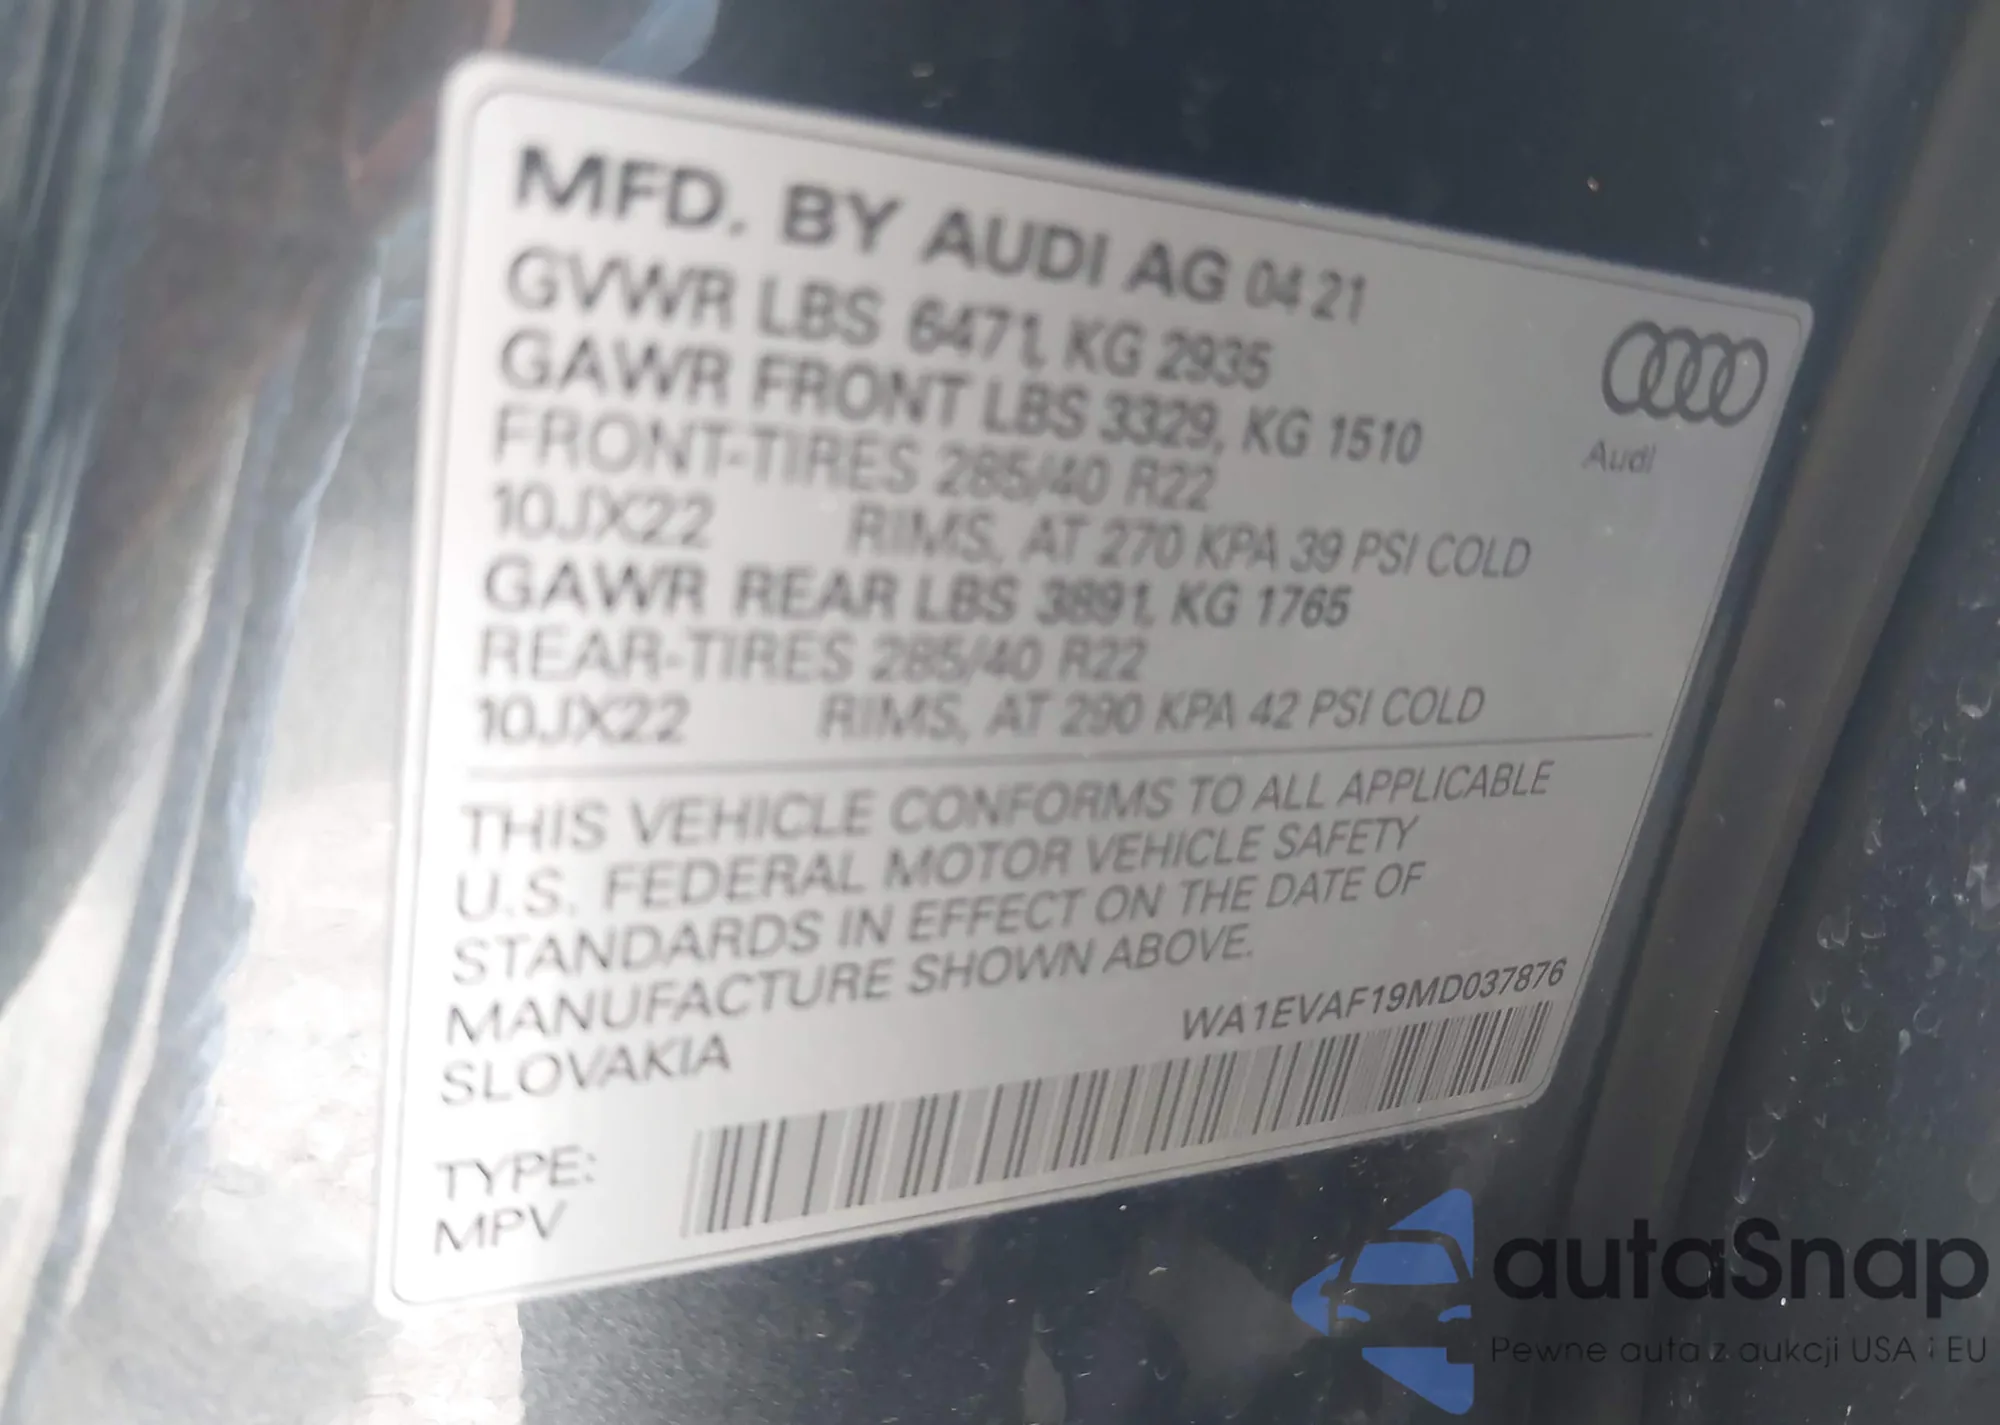 MFD. BY AUDI AG 04 21
GVWR LBS 6471, KG 2935
GAWR FRONT LBS 3329, KG 1510
FRONT-TIRES 285/40 R22
10JX22 RIMS, AT 270 KPA 39 PSI COLD
GAWR REAR LBS 3891, KG 1765
REAR-TIRES 285/40 R22
10JX22 RIMS, AT 290 KPA 42 PSI COLD
Audi
THIS VEHICLE CONFORMS TO ALL APPLICABLE
U.S. FEDERAL MOTOR VEHICLE SAFETY
STANDARDS IN EFFECT ON THE DATE OF
MANUFACTURE SHOWN ABOVE.
SLOVAKIA
WA1EVAF19MD037876
TYPE:
MPV
autaSnap
Pewne auta z aukcji USA i EU